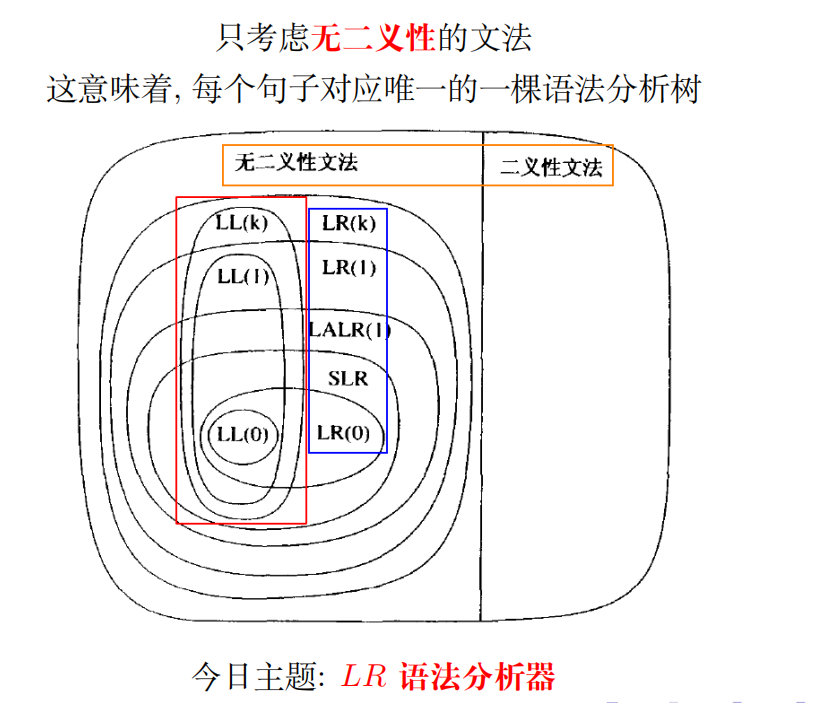 只考虑无二义性的文法
这意味着, 每个句子对应唯一的一棵语法分析树
无二义性文法 二义性文法
LL(k) LR(k)
LL(1) LR(1)
LALR(1)
SLR
LL(0) LR(0)
今日主题: LR 语法分析器